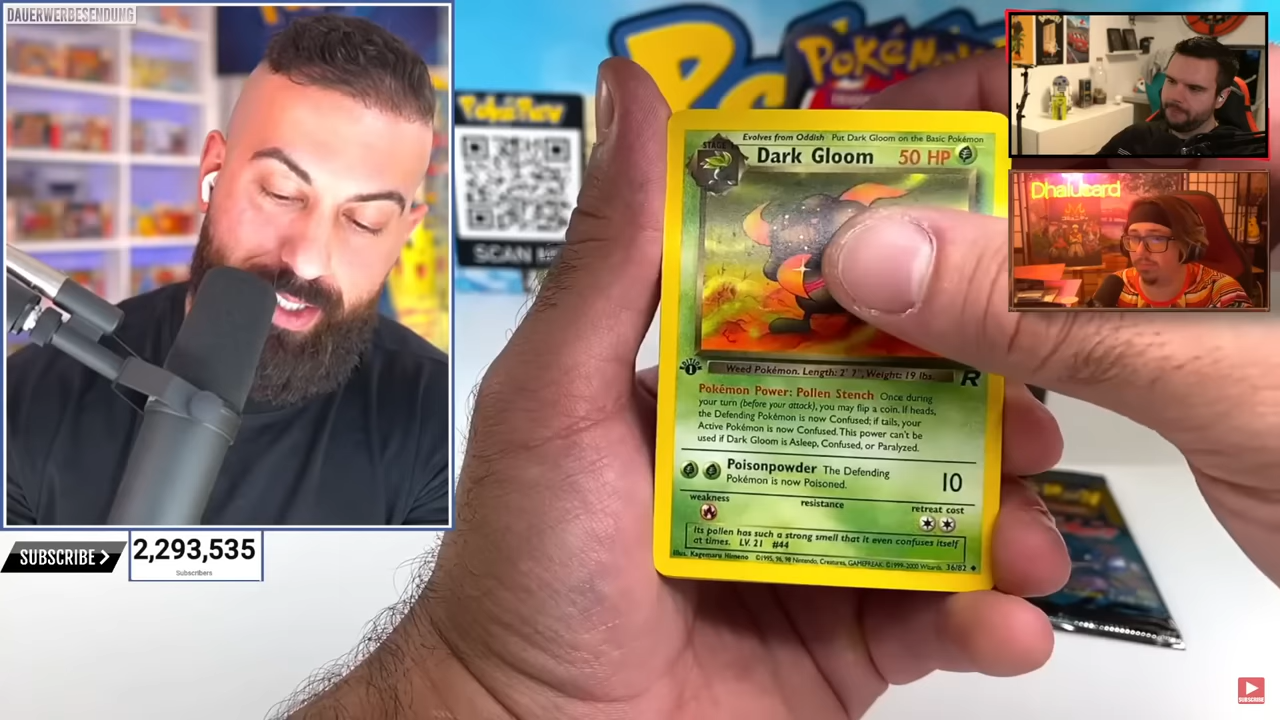 DAUERWERBESENDUNG
SUBSCRIBE >
2,293,535
Subscribers
SCAN
POKÉMON
Dhalucard
Evolves from Oddish Put Dark Gloom on the Basic Pokémon
STAGE 1
Dark Gloom 50 HP
EDITION
1
Weed Pokémon. Length: 2' 7", Weight: 19 lbs.
R
Pokémon Power: Pollen Stench Once during
your turn (before your attack), you may flip a coin. If heads,
the Defending Pokémon is now Confused; if tails, your
Active Pokémon is now Confused. This power can't be
used if Dark Gloom is Asleep, Confused, or Paralyzed.
Poisonpowder The Defending
Pokémon is now Poisoned.
10
weakness
resistance
retreat cost
Its pollen has such a strong smell that it even confuses itself
at times. LV. 21 #44
Illus. Kagemaru Himeno ©1995, 96, 98 Nintendo, Creatures, GAMEFREAK. ©1999-2000 Wizards. 36/82
SUBSCRIBE